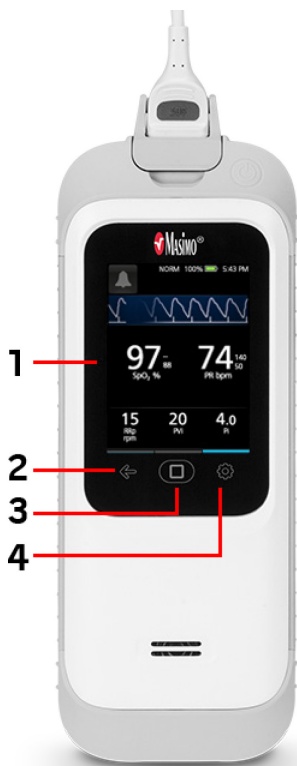 Masimo®
NORM 100% 5:43 PM
97 – 88 74 140 50
SpO₂ % PR bpm
15 20 4.0
RRp PVi Pi
rpm
1
2
3
4